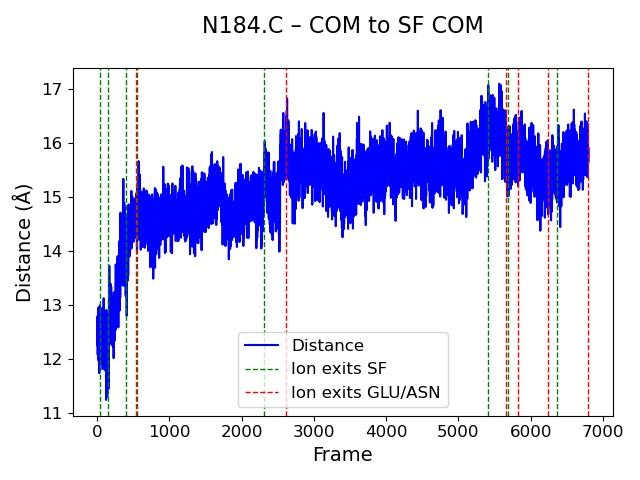 N184.C – COM to SF COM
17
16
15
14
13
12
11
Distance (Å)
Distance
Ion exits SF
Ion exits GLU/ASN
0 1000 2000 3000 4000 5000 6000 7000
Frame